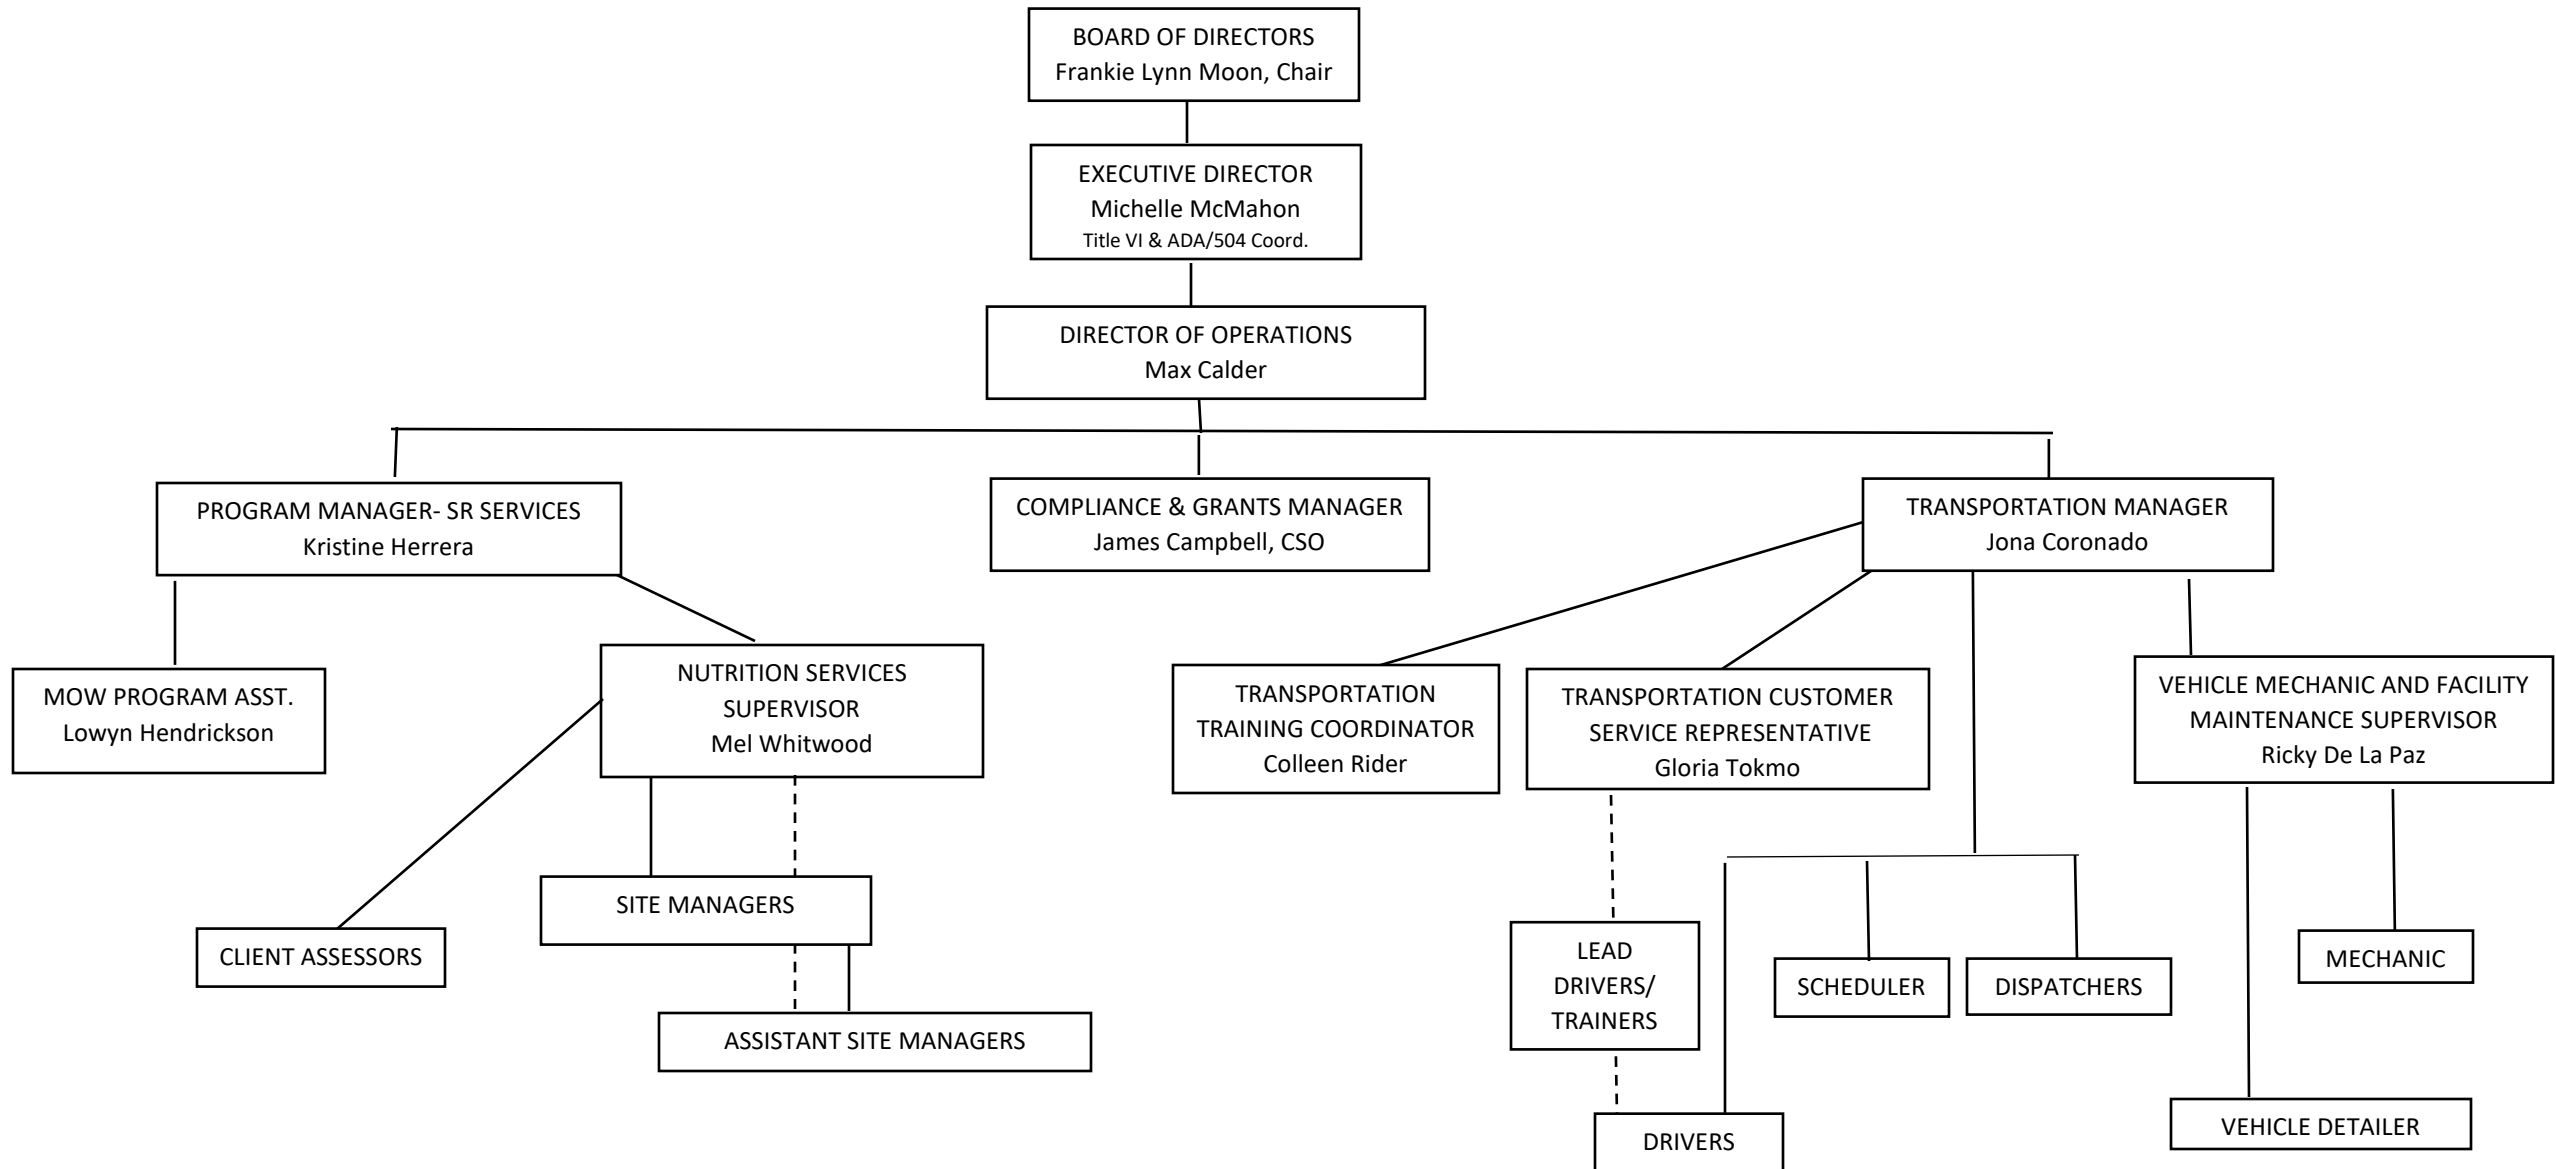 BOARD OF DIRECTORS
Frankie Lynn Moon, Chair
EXECUTIVE DIRECTOR
Michelle McMahon
Title VI & ADA/504 Coord.
DIRECTOR OF OPERATIONS
Max Calder
PROGRAM MANAGER- SR SERVICES
Kristine Herrera
COMPLIANCE & GRANTS MANAGER
James Campbell, CSO
TRANSPORTATION MANAGER
Jona Coronado
MOW PROGRAM ASST.
Lowyn Hendrickson
NUTRITION SERVICES
SUPERVISOR
Mel Whitwood
TRANSPORTATION
TRAINING COORDINATOR
Colleen Rider
TRANSPORTATION CUSTOMER
SERVICE REPRESENTATIVE
Gloria Tokmo
VEHICLE MECHANIC AND FACILITY
MAINTENANCE SUPERVISOR
Ricky De La Paz
CLIENT ASSESSORS
SITE MANAGERS
ASSISTANT SITE MANAGERS
LEAD
DRIVERS/
TRAINERS
SCHEDULER
DISPATCHERS
MECHANIC
DRIVERS
VEHICLE DETAILER